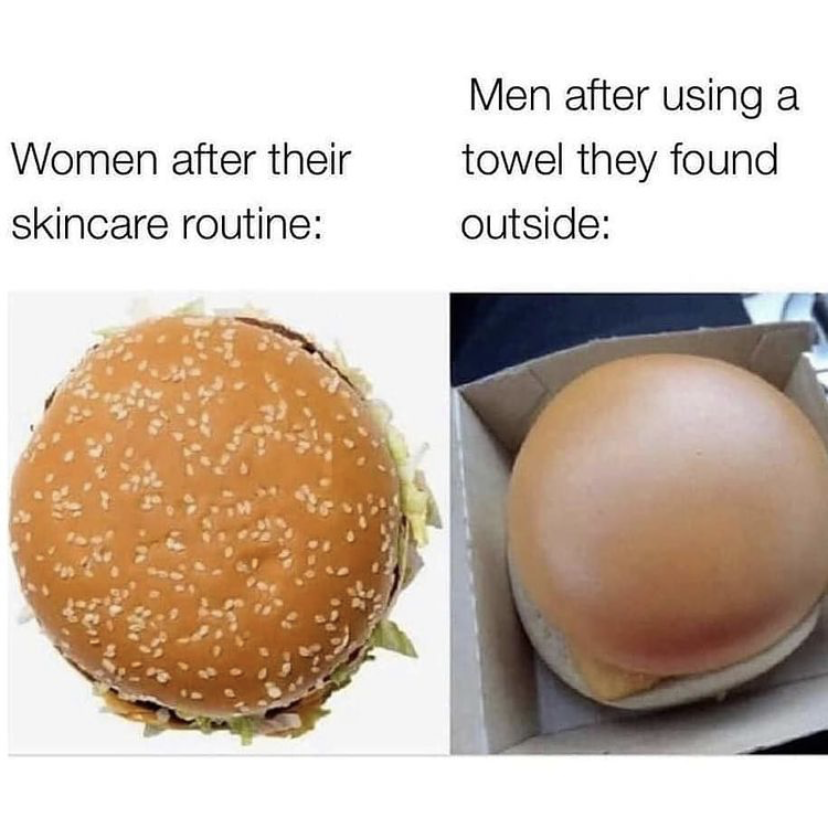 Women after their
skincare routine:
Men after using a
towel they found
outside: